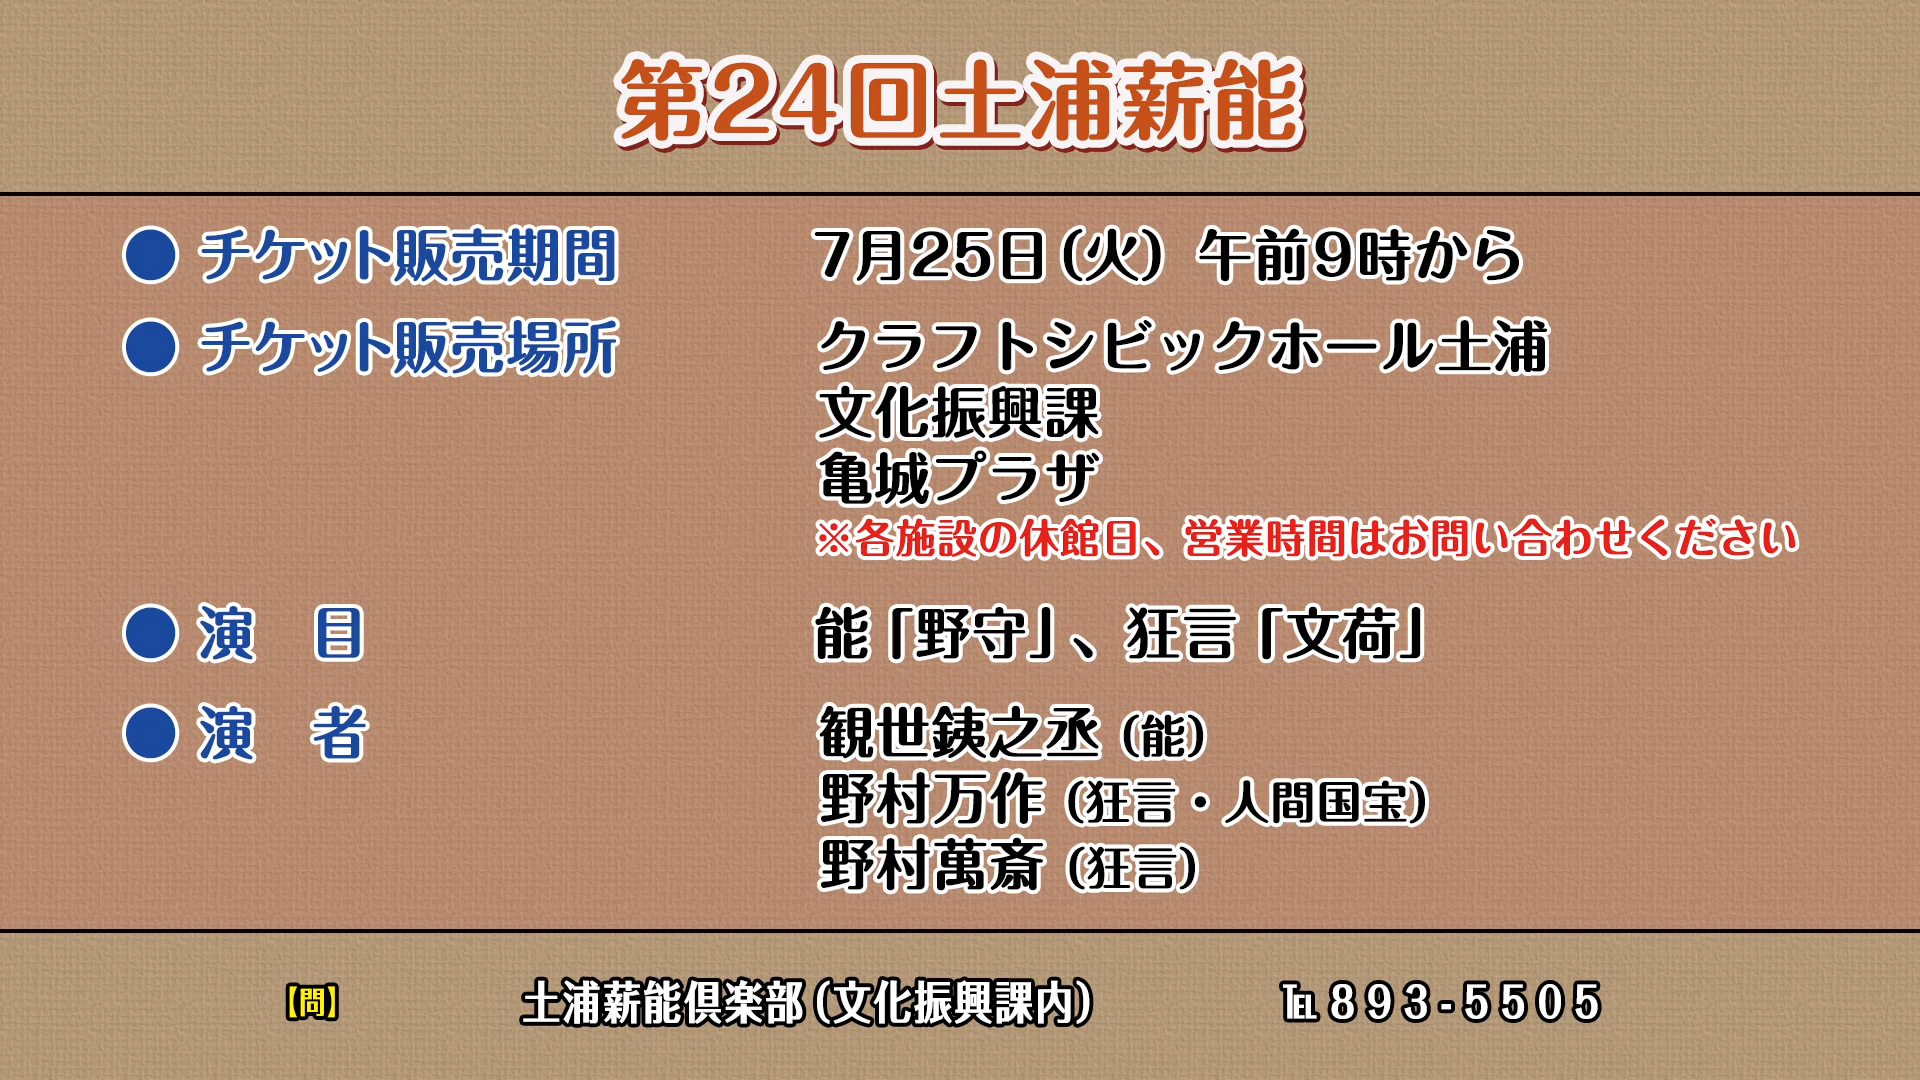 第24回土浦薪能
● チケット販売期間 7月25日(火) 午前9時から
● チケット販売場所 クラフトシビックホール土浦
文化振興課
亀城プラザ
※各施設の休館日、営業時間はお問い合わせください
● 演 目 能「野守」、狂言「文荷」
● 演 者 観世銕之丞(能)
野村万作(狂言・人間国宝)
野村萬斎(狂言)
【問】 土浦薪能倶楽部(文化振興課内) ℡893-5505